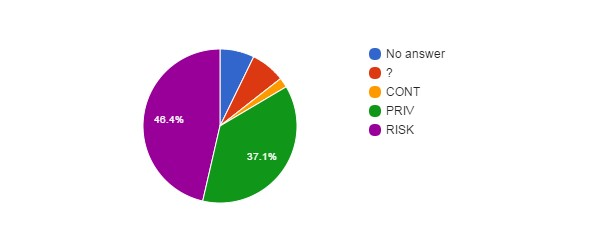 46.4%
37.1%
No answer
?
CONT
PRIV
RISK